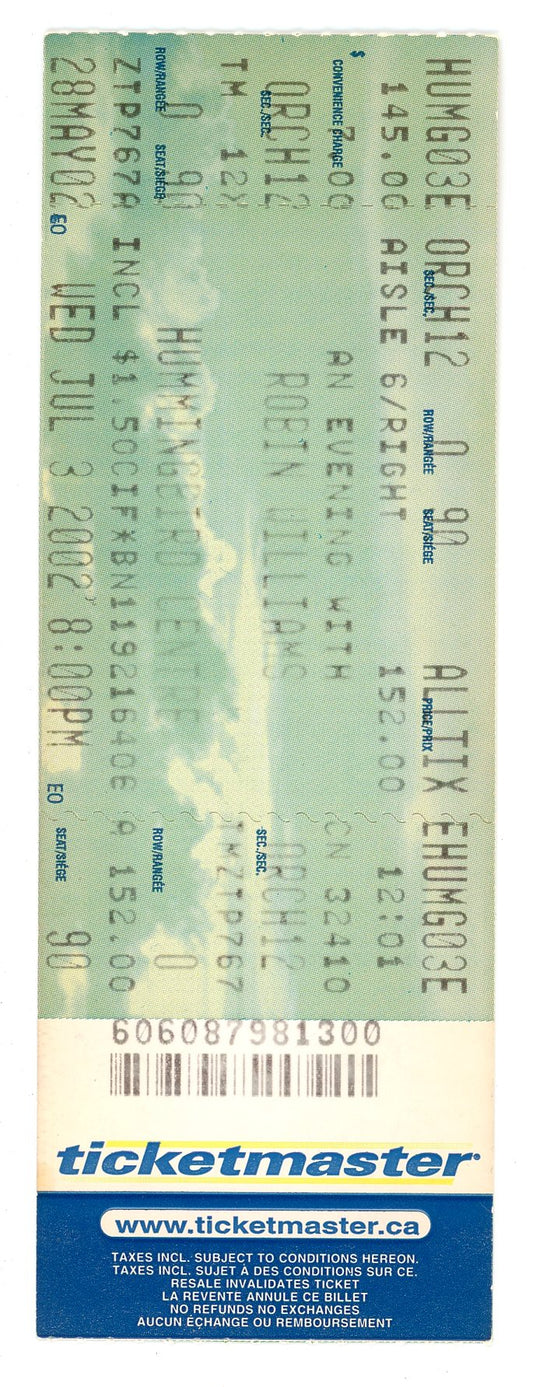 HUMG03E ORCH12 O 90 ALLTIX EHUMG03E
SEC./SEC. ROW/RANGÉE SEAT/SIÈGE PRICE/PRIX
145.00 AISLE 6/RIGHT 152.00 12:01
$ CONVENIENCE CHARGE
7.00 AN EVENING WITH CN 32410
ORCH12 ROBIN WILLIAMS ORCH12
SEC./SEC. SEC./SEC.
TM 12X TMZTP767
O 90 HUMMINGBIRD CENTRE O
ROW/RANGÉE SEAT/SIÈGE ROW/RANGÉE
ZTP767A INCL $1.50CIF*BN119216406 A 152.00
28MAY02 WED JUL 3 2002 8:00PM 90
EO EO SEAT/SIÈGE
606087981300
ticketmaster
www.ticketmaster.ca
TAXES INCL. SUBJECT TO CONDITIONS HEREON.
TAXES INCL. SUJET À DES CONDITIONS SUR CE.
RESALE INVALIDATES TICKET
LA REVENTE ANNULE CE BILLET
NO REFUNDS NO EXCHANGES
AUCUN ÉCHANGE OU REMBOURSEMENT